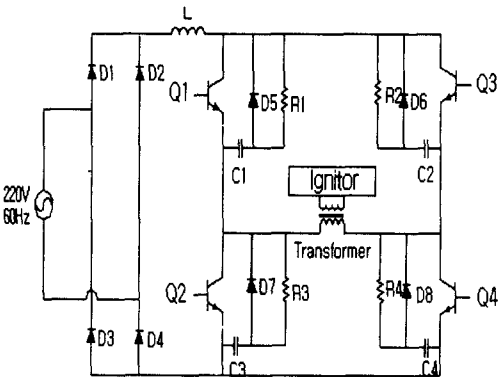 L
D1
D2
Q1
D5
R1
R2
D6
Q3
C1
C2
Ignitor
220V
60Hz
Transformer
Q2
D7
R3
R4
D8
Q4
D3
D4
C3
C4